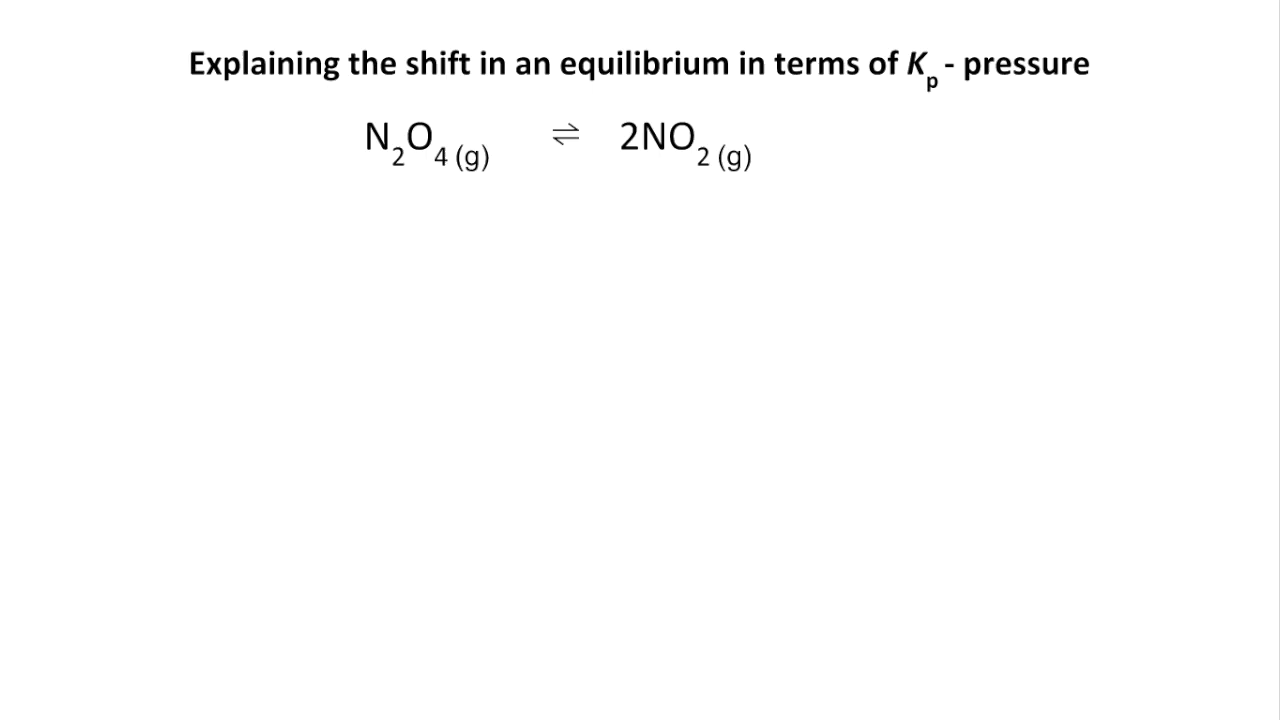 Explaining the shift in an equilibrium in terms of Kₚ - pressure
N₂O₄ (g) ⇌ 2NO₂ (g)